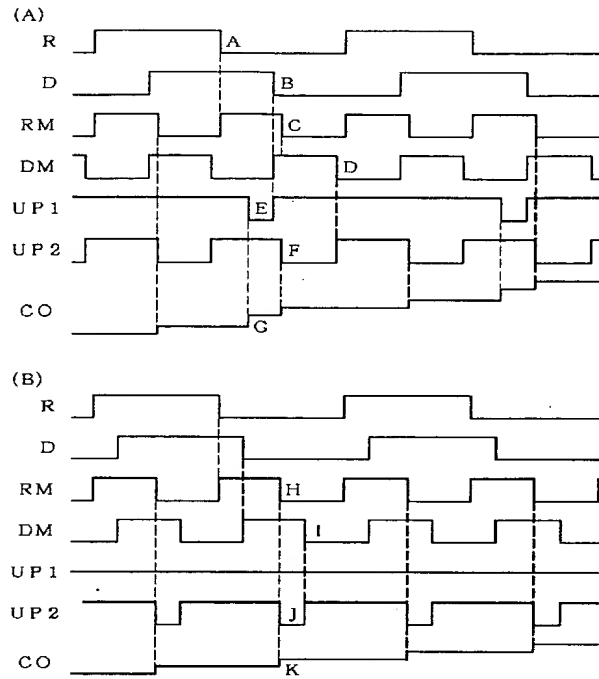 (A)
R A
D B
RM C
DM D
UP1 E
UP2 F
CO G
(B)
R
D
RM H
DM I
UP1
UP2 J
CO K